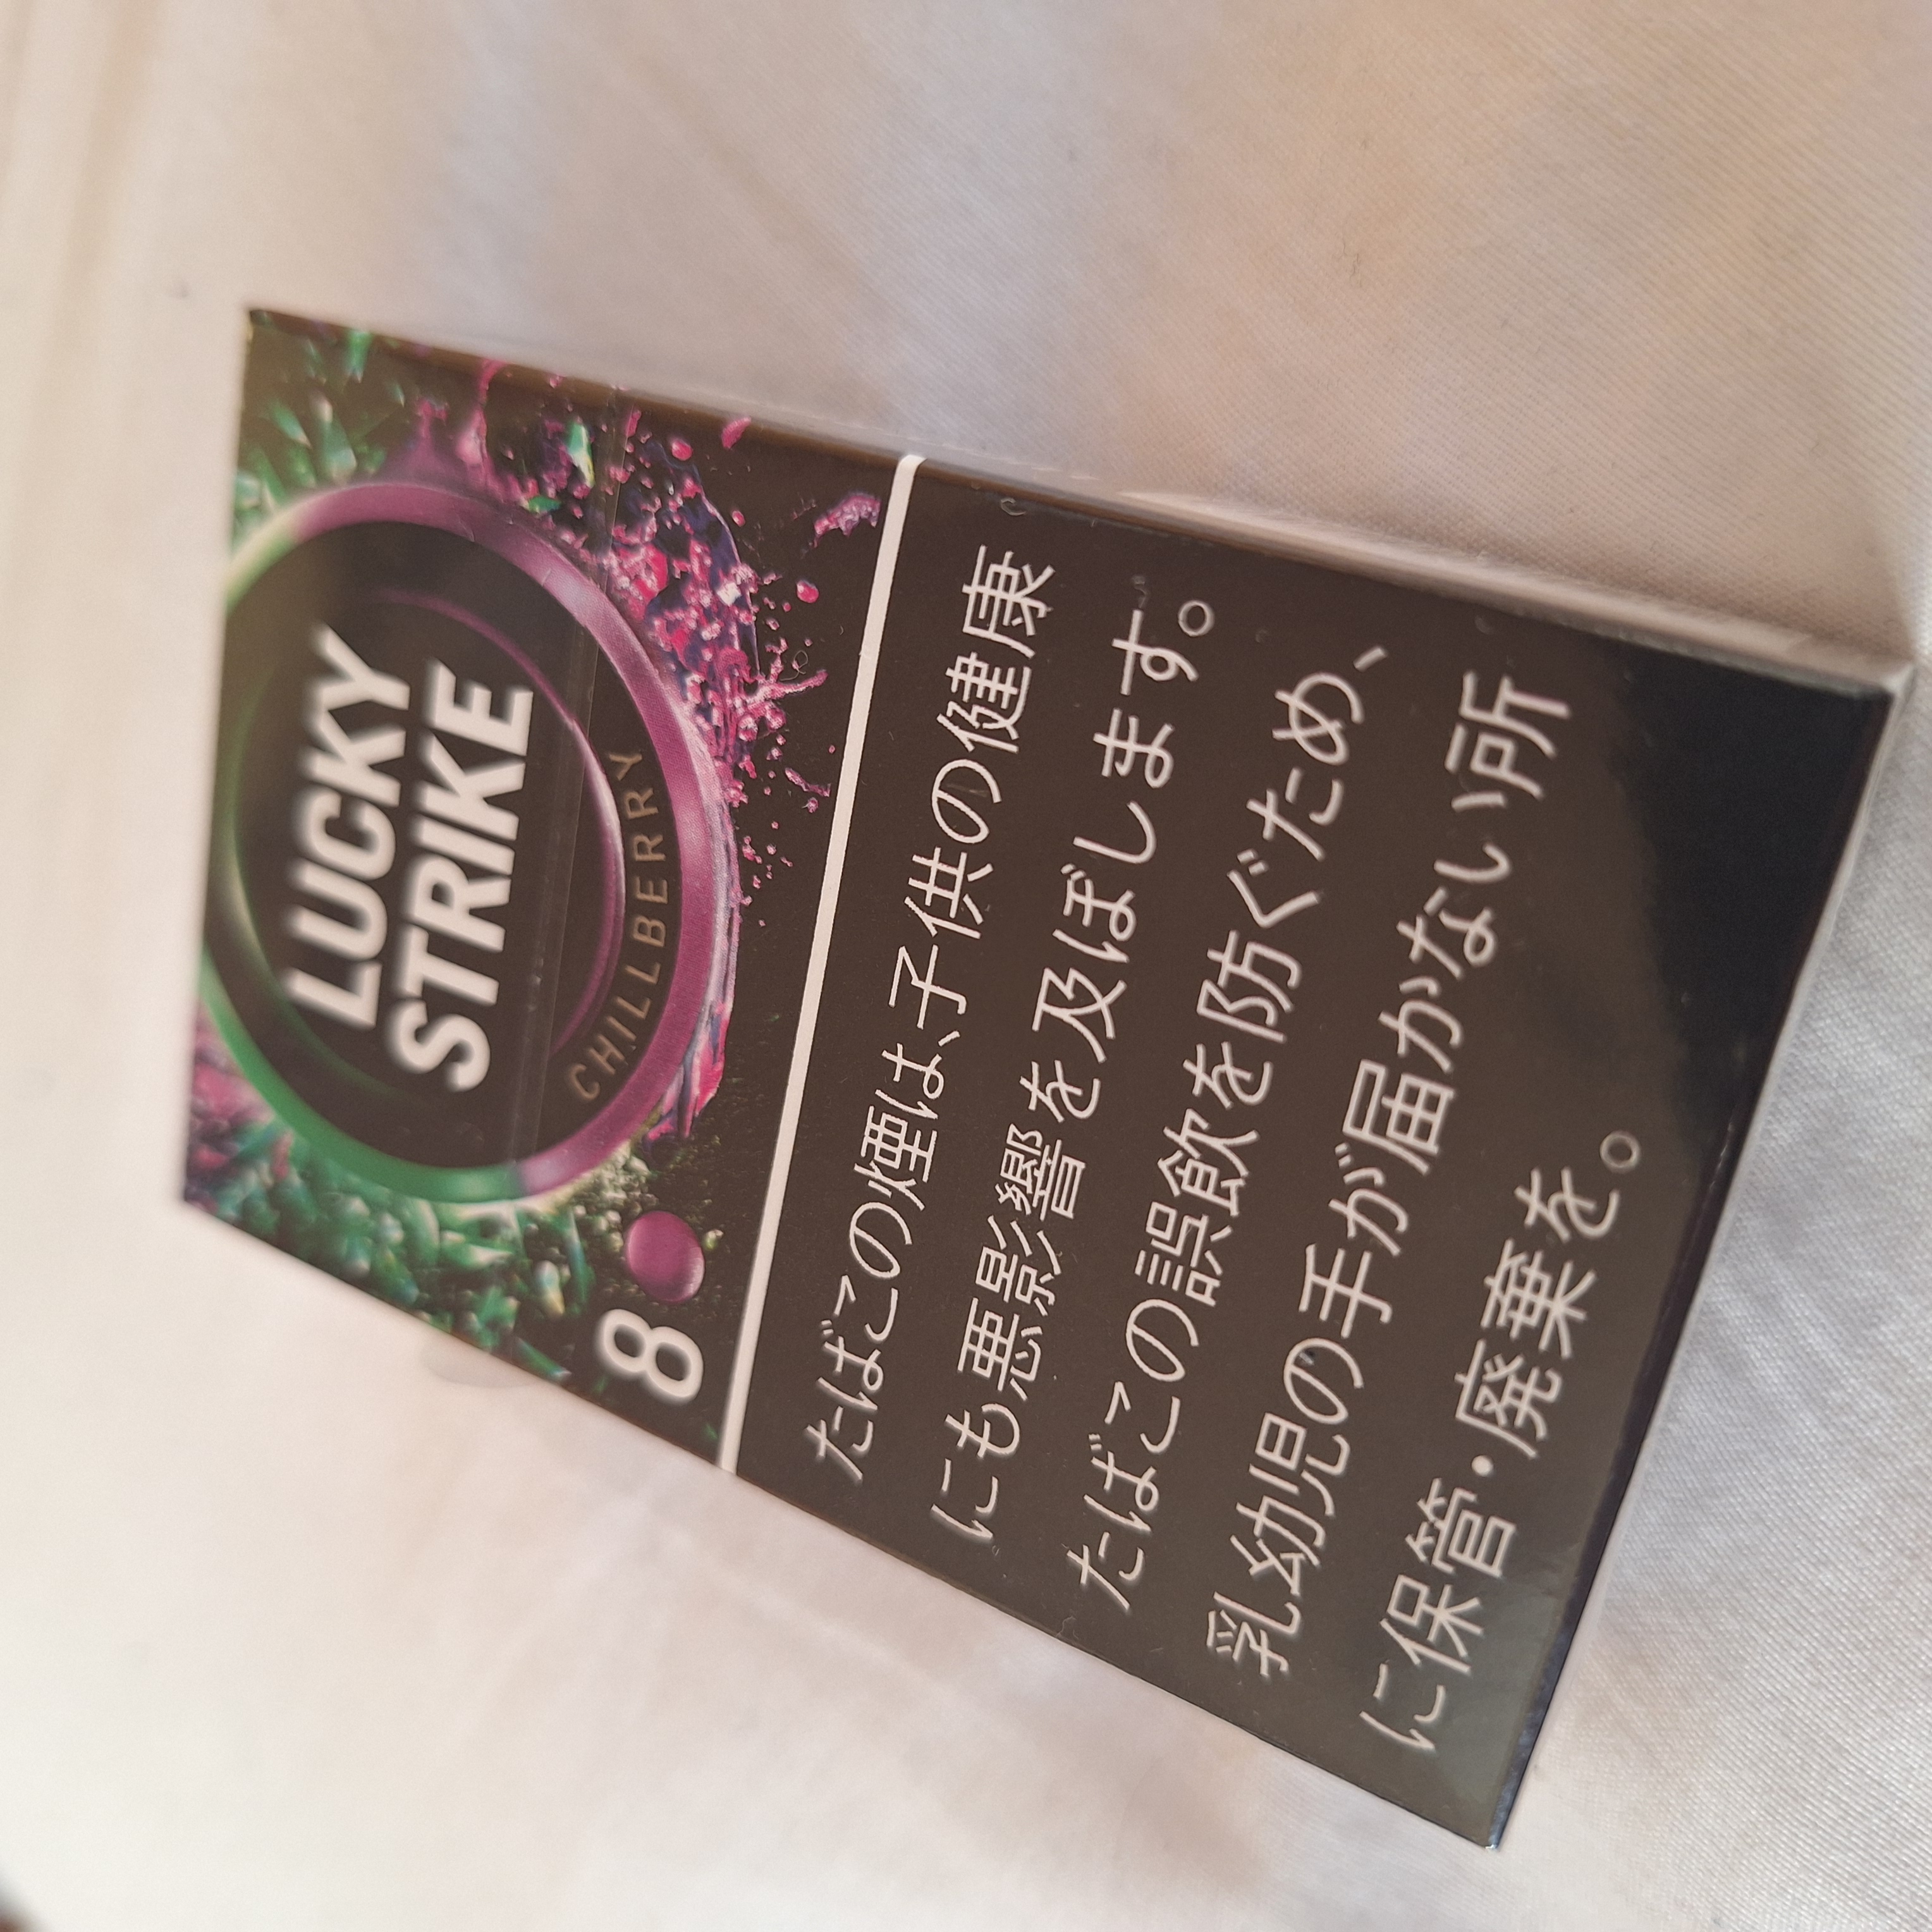 LUCKY
STRIKE
CHILLBERRY
8
たばこの煙は、子供の健康
にも悪影響を及ぼします。
たばこの誤飲を防ぐため、
乳幼児の手が届かない所
に保管・廃棄を。